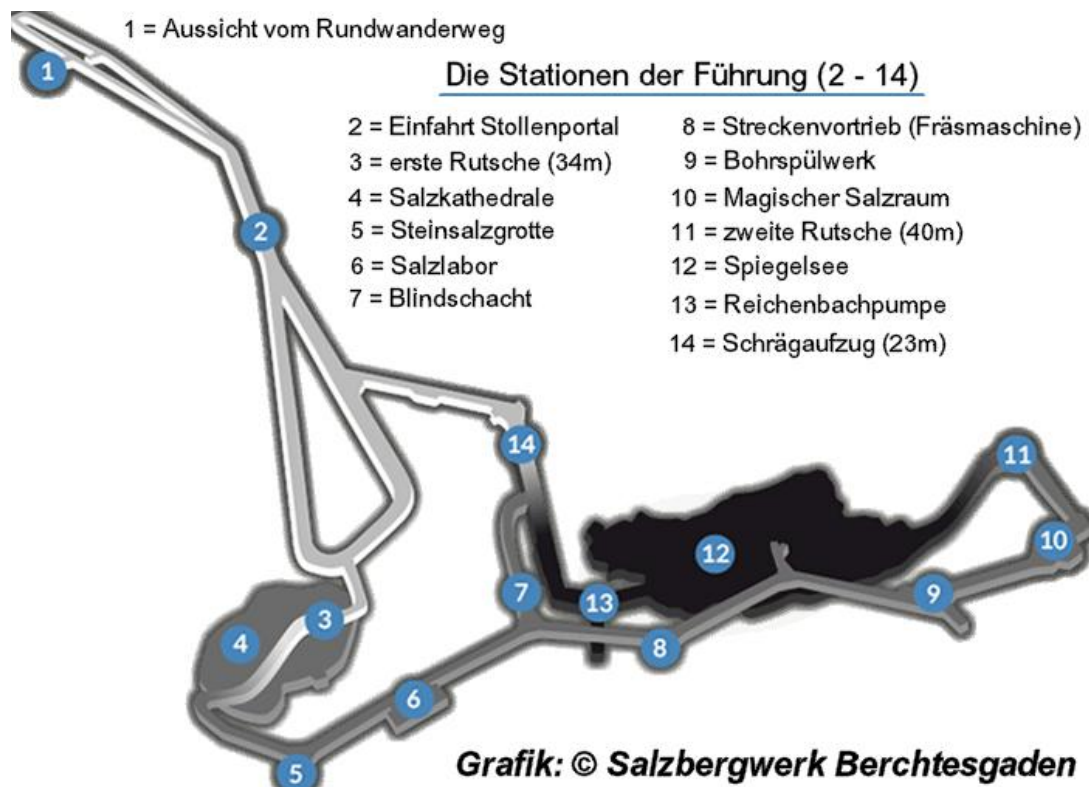 1 = Aussicht vom Rundwanderweg
Die Stationen der Führung (2 - 14)
2 = Einfahrt Stollenportal
3 = erste Rutsche (34m)
4 = Salzkathedrale
5 = Steinsalzgrotte
6 = Salzlabor
7 = Blindschacht
8 = Streckenvortrieb (Fräsmaschine)
9 = Bohrspülwerk
10 = Magischer Salzraum
11 = zweite Rutsche (40m)
12 = Spiegelsee
13 = Reichenbachpumpe
14 = Schrägaufzug (23m)
1
2
14
11
12
10
7
13
9
3
4
8
6
5
Grafik: © Salzbergwerk Berchtesgaden